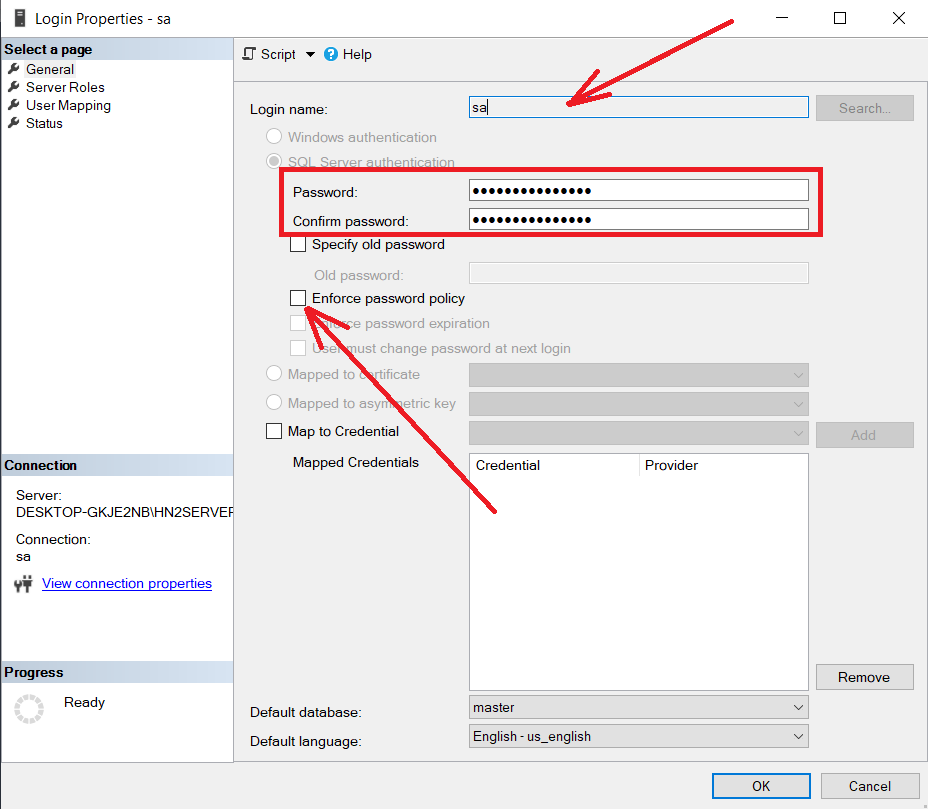 Login Properties - sa
Select a page
General
Server Roles
User Mapping
Status
Script
Help
Login name:
sa
Search...
Windows authentication
SQL Server authentication
Password:
●●●●●●●●●●●●●●●
Confirm password:
●●●●●●●●●●●●●●●
Specify old password
Old password:
Enforce password policy
Enforce password expiration
User must change password at next login
Mapped to certificate
Mapped to asymmetric key
Map to Credential
Add
Mapped Credentials
Credential
Provider
Remove
Default database:
master
Default language:
English - us_english
Connection
Server:
DESKTOP-GKJE2NB\HN2SERVER
Connection:
sa
View connection properties
Progress
Ready
OK
Cancel